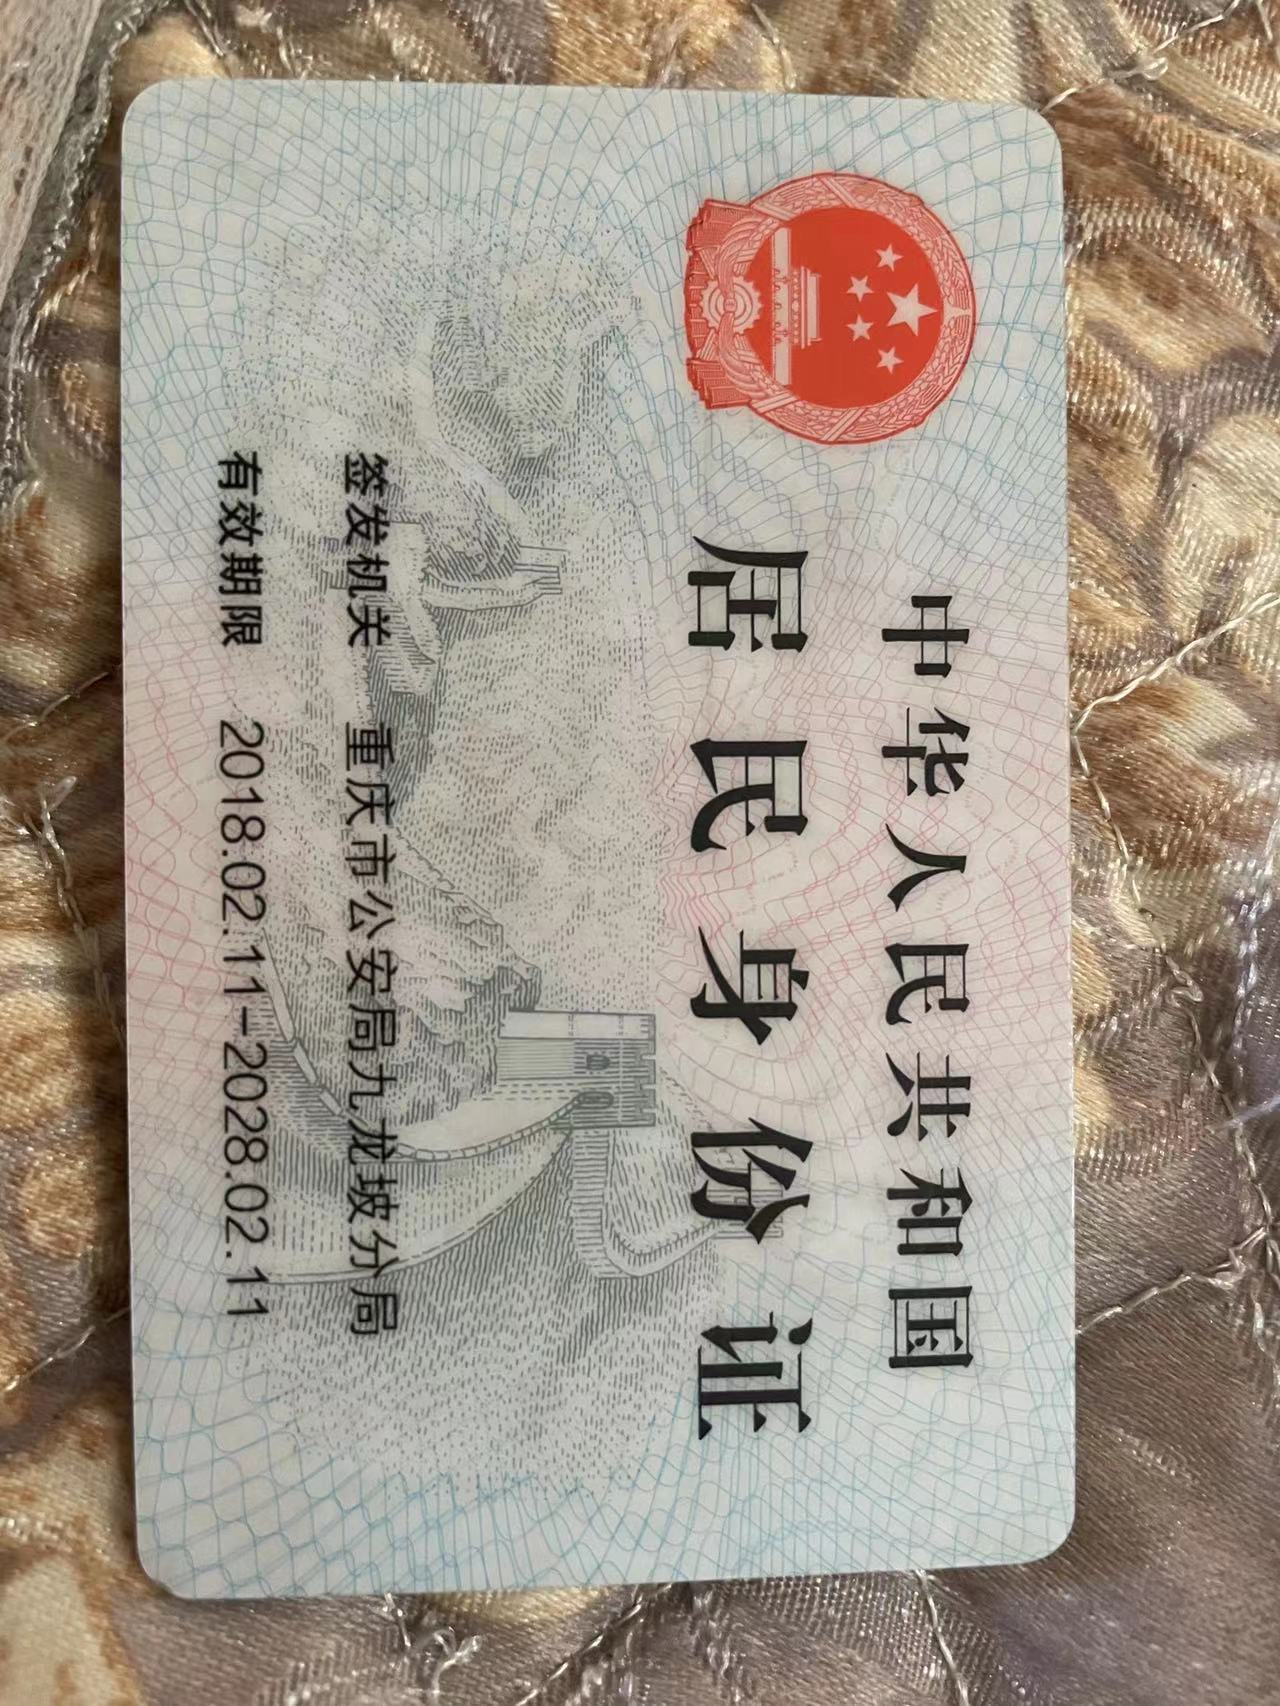 中华人民共和国
居民身份证
签发机关 重庆市公安局九龙坡分局
有效期限 2018.02.11-2028.02.11